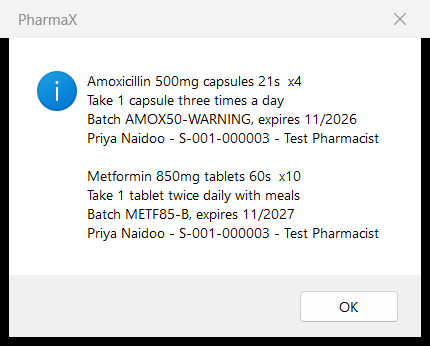 PharmaX
Amoxicillin 500mg capsules 21s  x4
Take 1 capsule three times a day
Batch AMOX50-WARNING, expires 11/2026
Priya Naidoo - S-001-000003 - Test Pharmacist
Metformin 850mg tablets 60s  x10
Take 1 tablet twice daily with meals
Batch METF85-B, expires 11/2027
Priya Naidoo - S-001-000003 - Test Pharmacist
OK